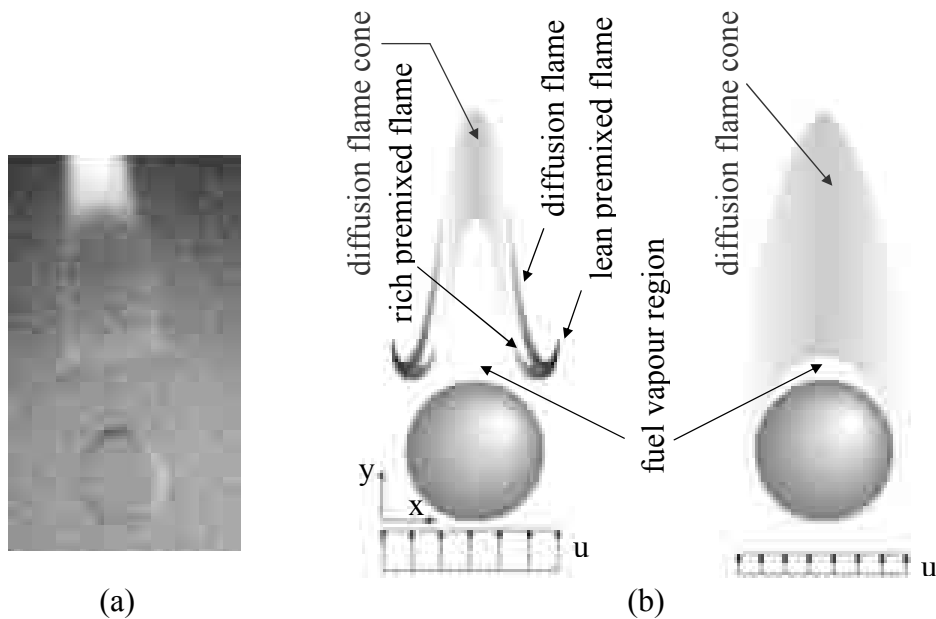 diffusion flame cone
rich premixed flame
diffusion flame
lean premixed flame
fuel vapour region
diffusion flame cone
y
x
u
u
(a)
(b)